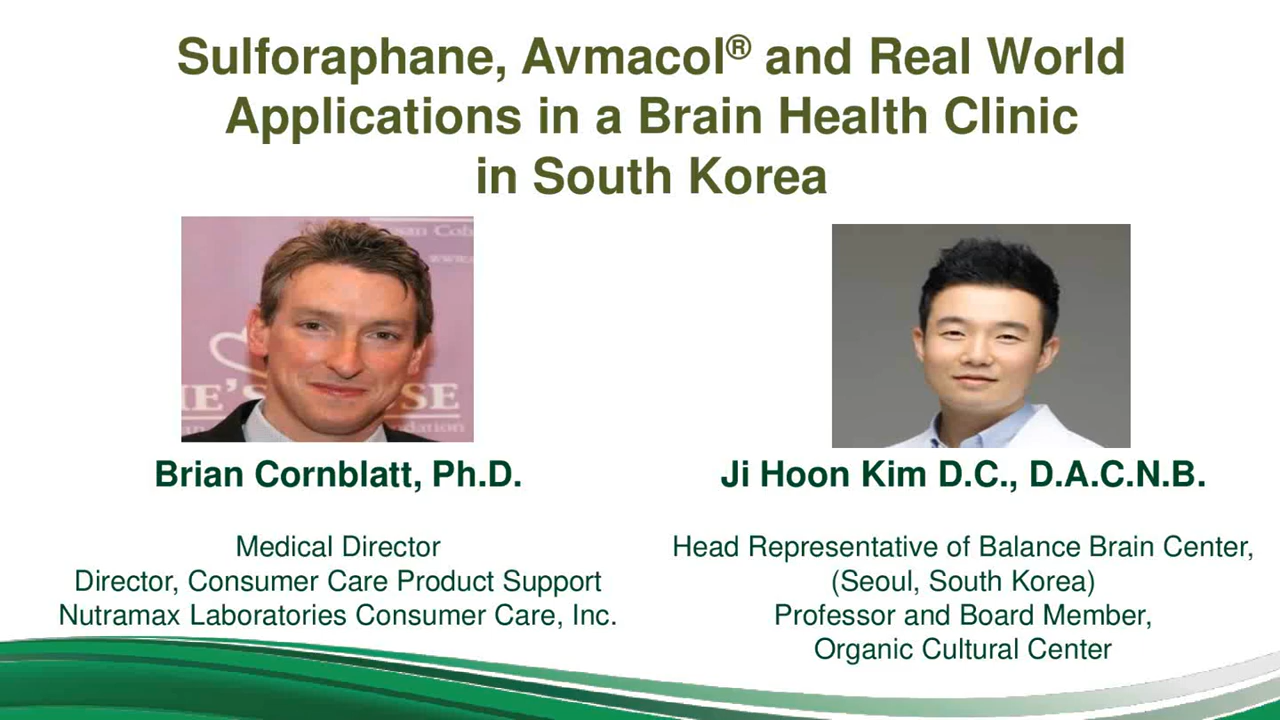 Sulforaphane, Avmacol® and Real World
Applications in a Brain Health Clinic
in South Korea
Brian Cornblatt, Ph.D.
Medical Director
Director, Consumer Care Product Support
Nutramax Laboratories Consumer Care, Inc.
Ji Hoon Kim D.C., D.A.C.N.B.
Head Representative of Balance Brain Center,
(Seoul, South Korea)
Professor and Board Member,
Organic Cultural Center